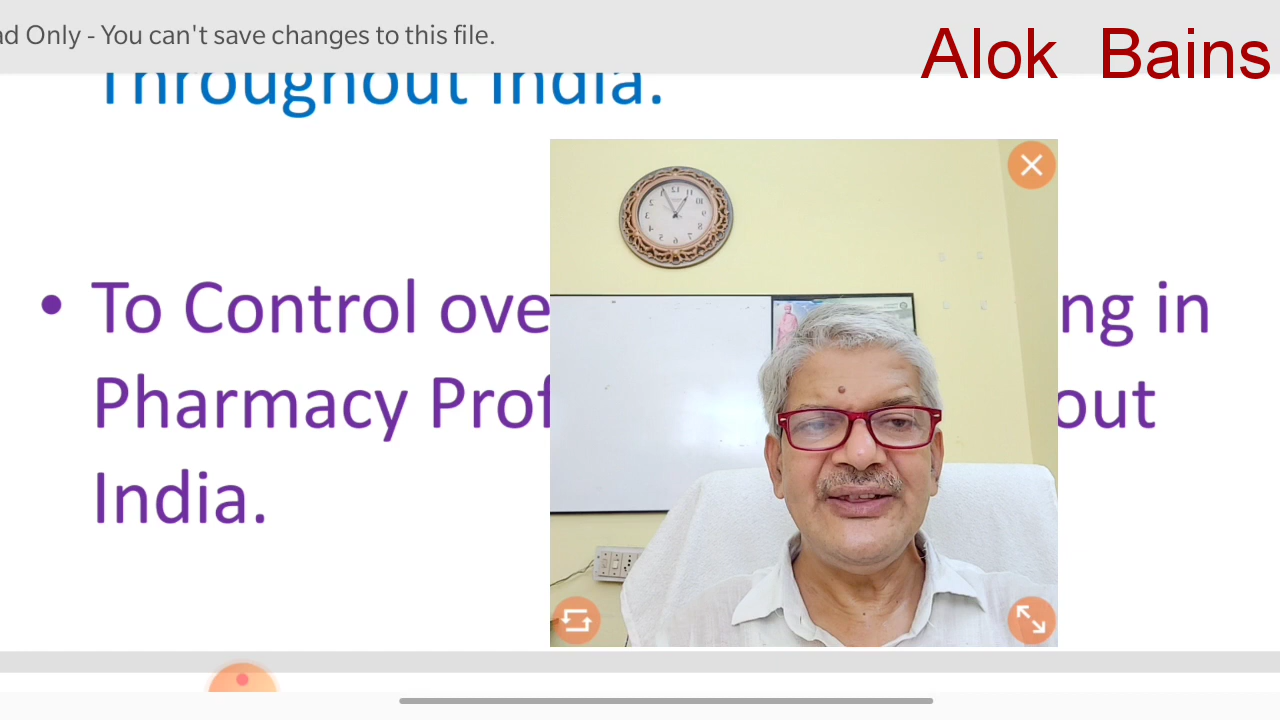 ad Only - You can't save changes to this file.
Alok Bains
Throughout India.
• To Control ove ng in
Pharmacy Prof out
India.